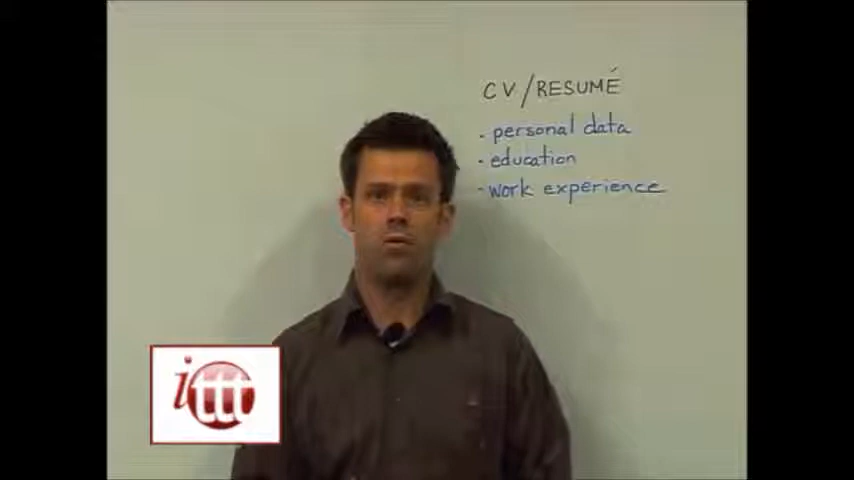 CV/RESUMÉ
· personal data
· education
· work experience
ittt